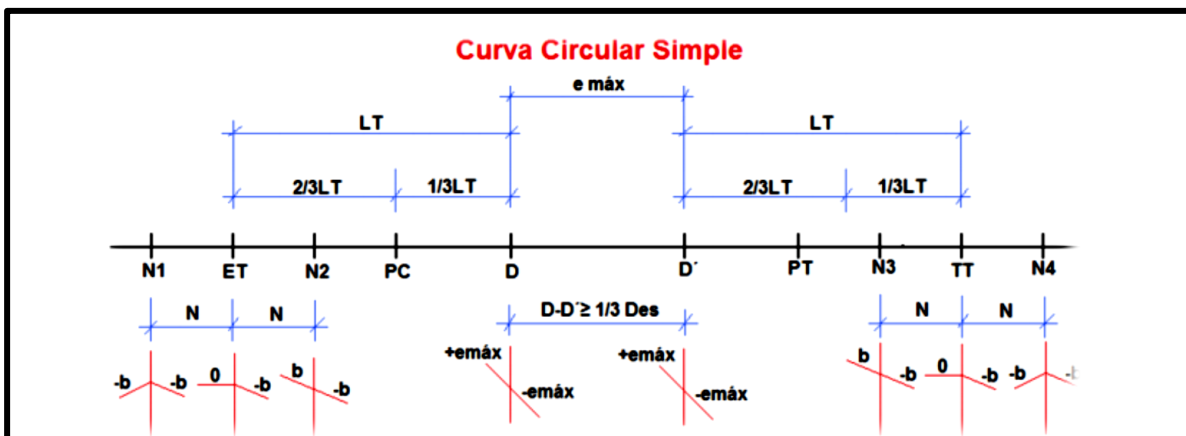 Curva Circular Simple
e máx
LT LT
2/3LT 1/3LT 2/3LT 1/3LT
N1 ET N2 PC D D´ PT N3 TT N4
N N D-D´≥ 1/3 Des N N
+emáx +emáx b
-b -b 0 -b b -b -emáx -emáx -b 0 -b -b -b